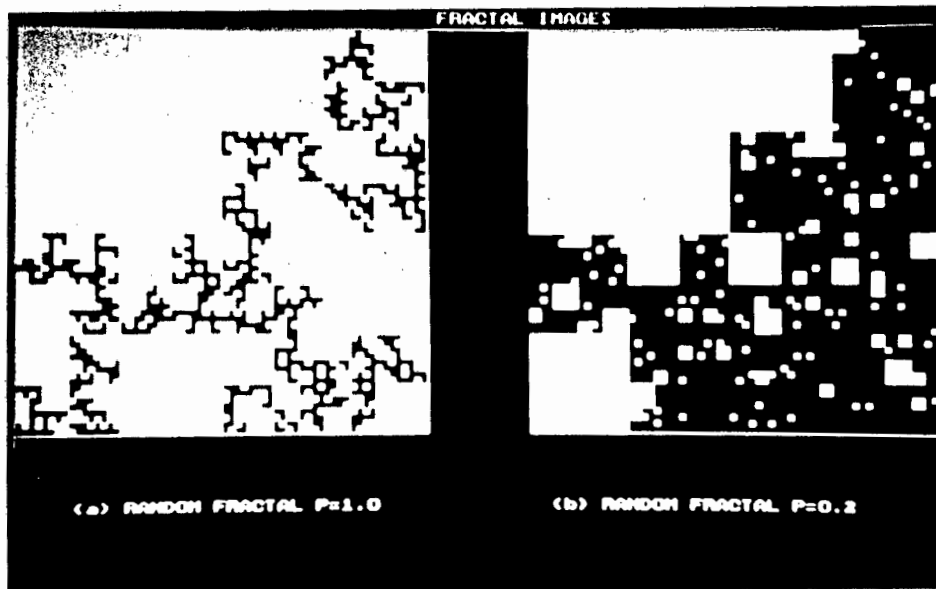 FRACTAL IMAGES
(a) RANDOM FRACTAL P=1.0
(b) RANDOM FRACTAL P=0.2